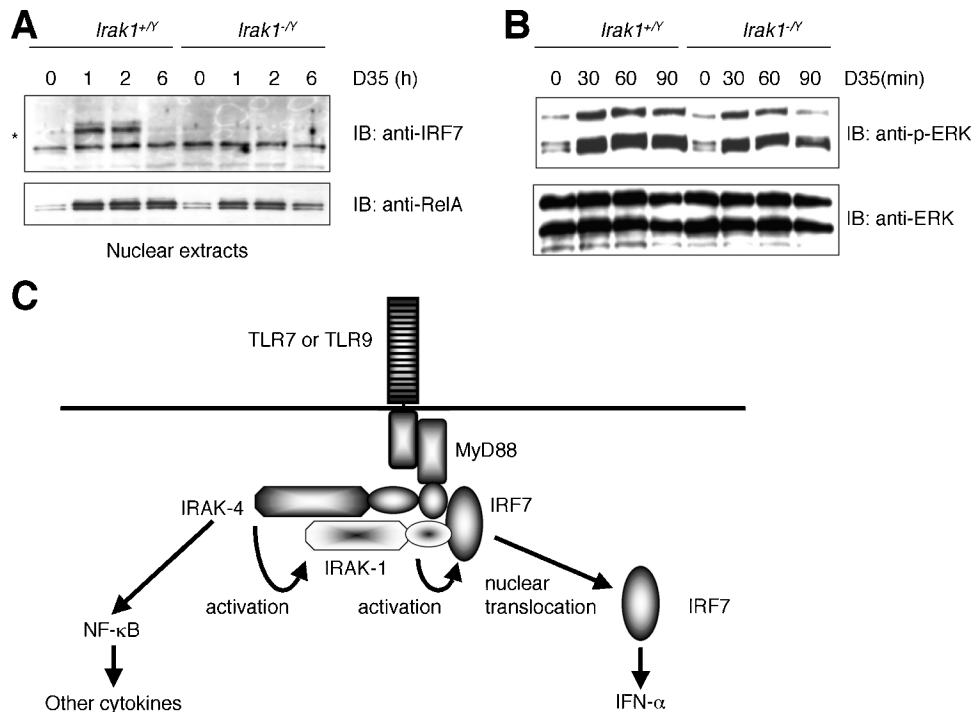 A
Irak1+/Y Irak1-/Y
0 1 2 6 0 1 2 6 D35 (h)
*
IB: anti-IRF7
IB: anti-RelA
Nuclear extracts
B
Irak1+/Y Irak1-/Y
0 30 60 90 0 30 60 90 D35(min)
IB: anti-p-ERK
IB: anti-ERK
C
TLR7 or TLR9
MyD88
IRAK-4
IRF7
IRAK-1
activation
activation
nuclear
translocation
IRF7
NF-κB
Other cytokines
IFN-α